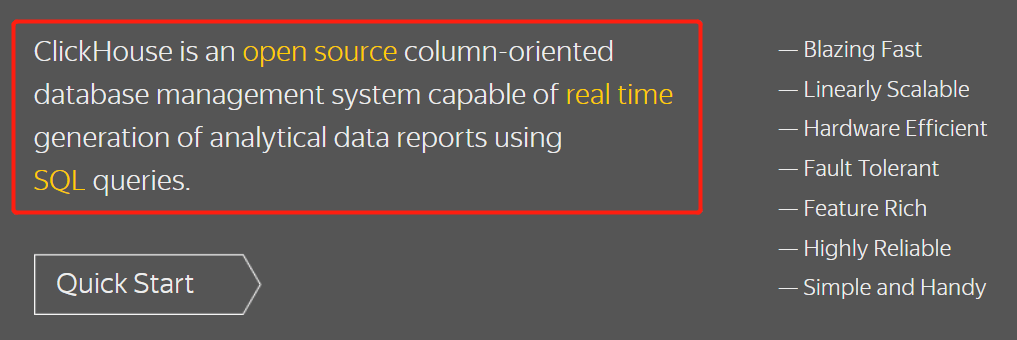 ClickHouse is an open source column-oriented
database management system capable of real time
generation of analytical data reports using
SQL queries.
Quick Start
— Blazing Fast
— Linearly Scalable
— Hardware Efficient
— Fault Tolerant
— Feature Rich
— Highly Reliable
— Simple and Handy